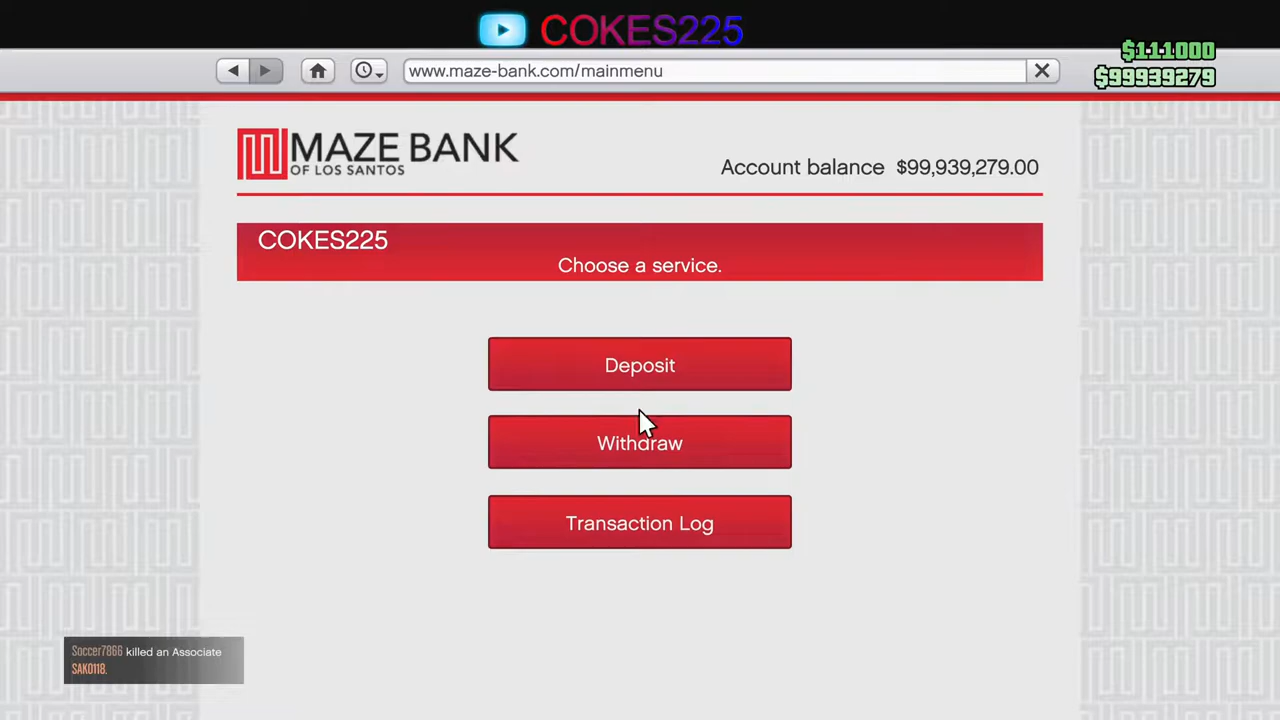 COKES225
www.maze-bank.com/mainmenu
$111000
$99939279
MAZE BANK
OF LOS SANTOS
Account balance $99,939,279.00
COKES225
Choose a service.
Deposit
Withdraw
Transaction Log
Soccer7866 killed an Associate
SAK0118.